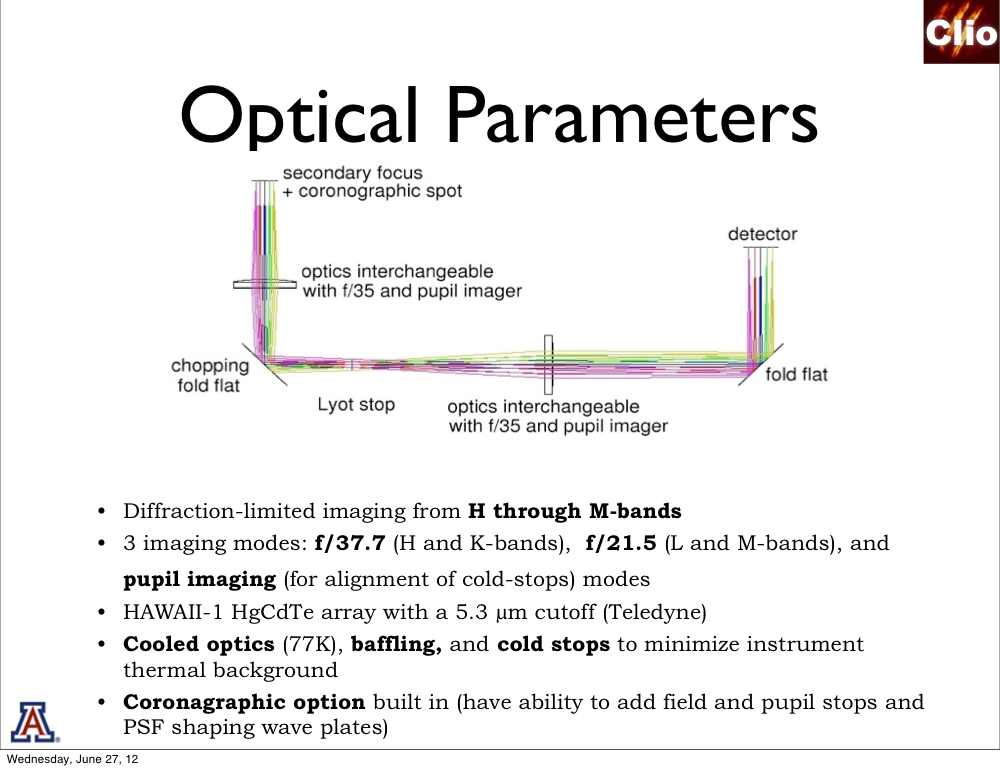 Clio
Optical Parameters
secondary focus
+ coronographic spot
detector
optics interchangeable
with f/35 and pupil imager
chopping
fold flat
fold flat
Lyot stop
optics interchangeable
with f/35 and pupil imager
• Diffraction-limited imaging from H through M-bands
• 3 imaging modes: f/37.7 (H and K-bands), f/21.5 (L and M-bands), and
pupil imaging (for alignment of cold-stops) modes
• HAWAII-1 HgCdTe array with a 5.3 µm cutoff (Teledyne)
• Cooled optics (77K), baffling, and cold stops to minimize instrument
thermal background
• Coronagraphic option built in (have ability to add field and pupil stops and
PSF shaping wave plates)
A
Wednesday, June 27, 12